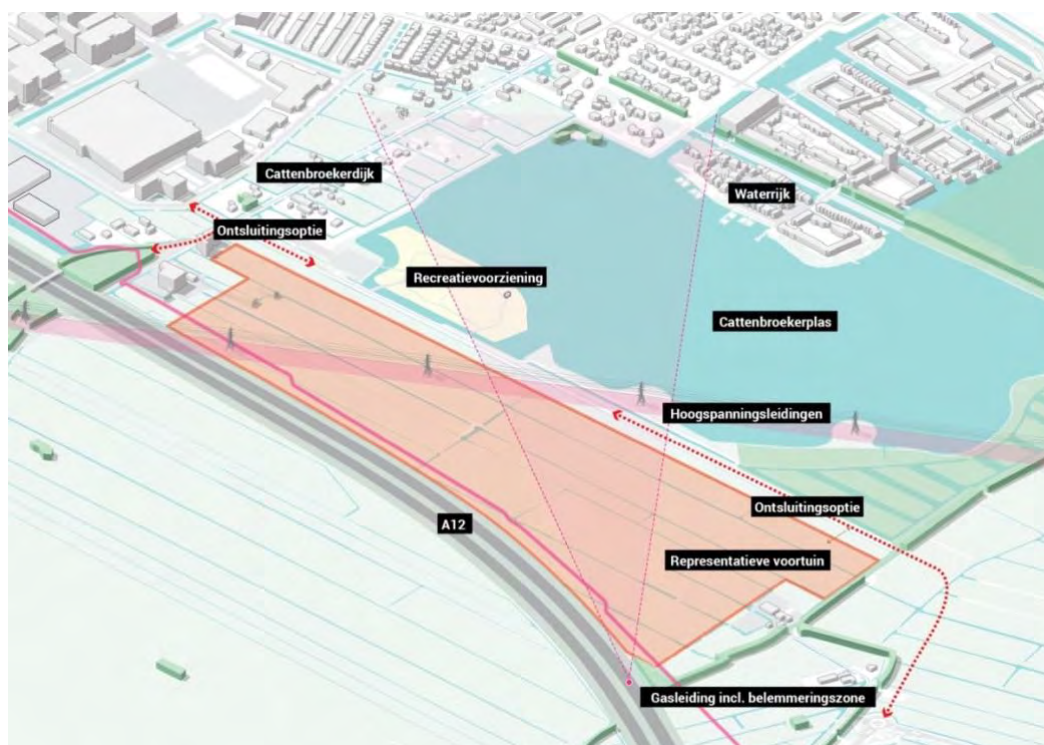 Cattenbroekerdijk
Waterrijk
Ontsluitingsoptie
Recreatievoorziening
Cattenbroekerplas
Hoogspanningsleidingen
Ontsluitingsoptie
A12
Representatieve voortuin
Gasleiding incl. belemmeringszone